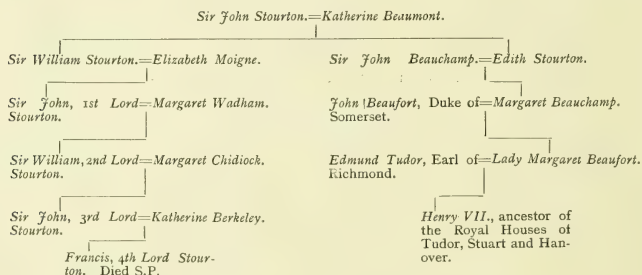 Sir John Stourton.=Katherine Beaumont.
Sir William Stourton.=Elizabeth Moigne.
Sir John Beauchamp.=Edith Stourton.
Sir John, 1st Lord=Margaret Wadham.
Stourton.
John Beaufort, Duke of=Margaret Beauchamp.
Somerset.
Sir William, 2nd Lord=Margaret Chidiock.
Stourton.
Edmund Tudor, Earl of=Lady Margaret Beaufort.
Richmond.
Sir John, 3rd Lord=Katherine Berkeley.
Stourton.
Henry VII., ancestor of
the Royal Houses of
Tudor, Stuart and Han-
over.
Francis, 4th Lord Stour-
ton. Died S.P.